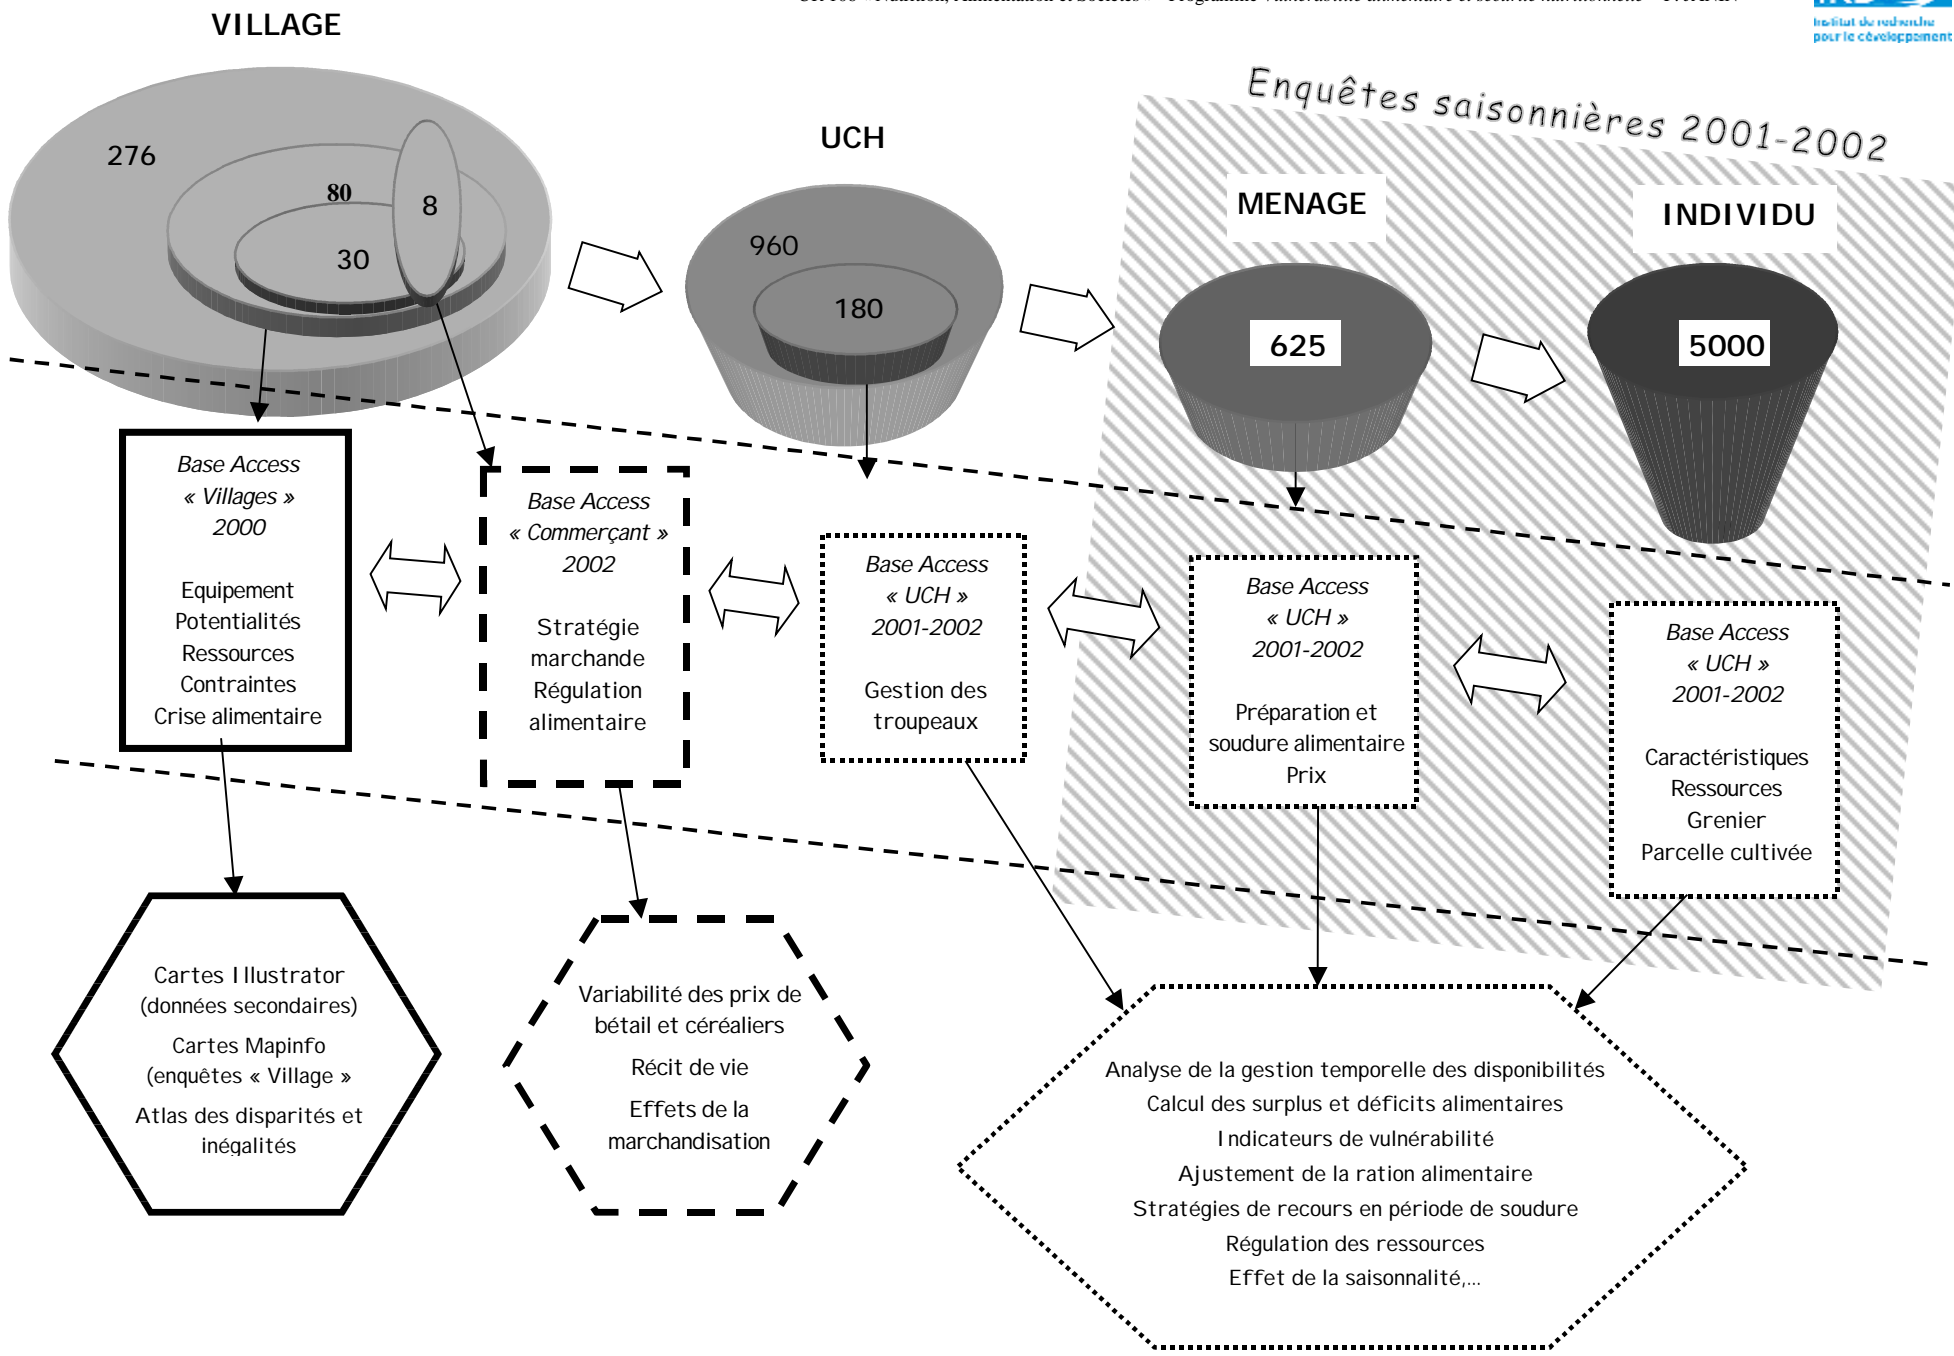 VILLAGE
Institut de recherche
pour le développement
Enquêtes saisonnières 2001-2002
UCH
MENAGE
INDIVIDU
276
80
8
30
960
180
625
5000
Base Access
« Villages »
2000
Equipement
Potentialités
Ressources
Contraintes
Crise alimentaire
Base Access
« Commerçant »
2002
Stratégie
marchande
Régulation
alimentaire
Base Access
« UCH »
2001-2002
Gestion des
troupeaux
Base Access
« UCH »
2001-2002
Préparation et
soudure alimentaire
Prix
Base Access
« UCH »
2001-2002
Caractéristiques
Ressources
Grenier
Parcelle cultivée
Cartes Illustrator
(données secondaires)
Cartes Mapinfo
(enquêtes « Village »
Atlas des disparités et
inégalités
Variabilité des prix de
bétail et céréaliers
Récit de vie
Effets de la
marchandisation
Analyse de la gestion temporelle des disponibilités
Calcul des surplus et déficits alimentaires
Indicateurs de vulnérabilité
Ajustement de la ration alimentaire
Stratégies de recours en période de soudure
Régulation des ressources
Effet de la saisonnalité,...